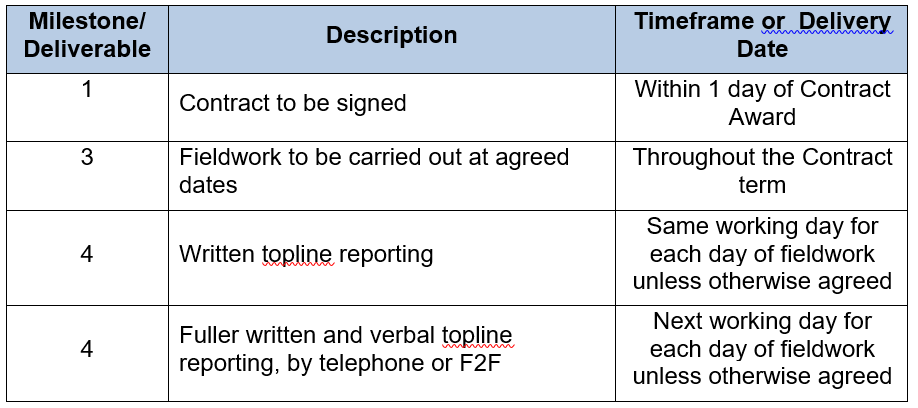 Milestone/
Deliverable
Description
Timeframe or  Delivery
Date
1
Contract to be signed
Within 1 day of Contract
Award
3
Fieldwork to be carried out at agreed
dates
Throughout the Contract
term
4
Written topline reporting
Same working day for
each day of fieldwork
unless otherwise agreed
4
Fuller written and verbal topline
reporting, by telephone or F2F
Next working day for
each day of fieldwork
unless otherwise agreed